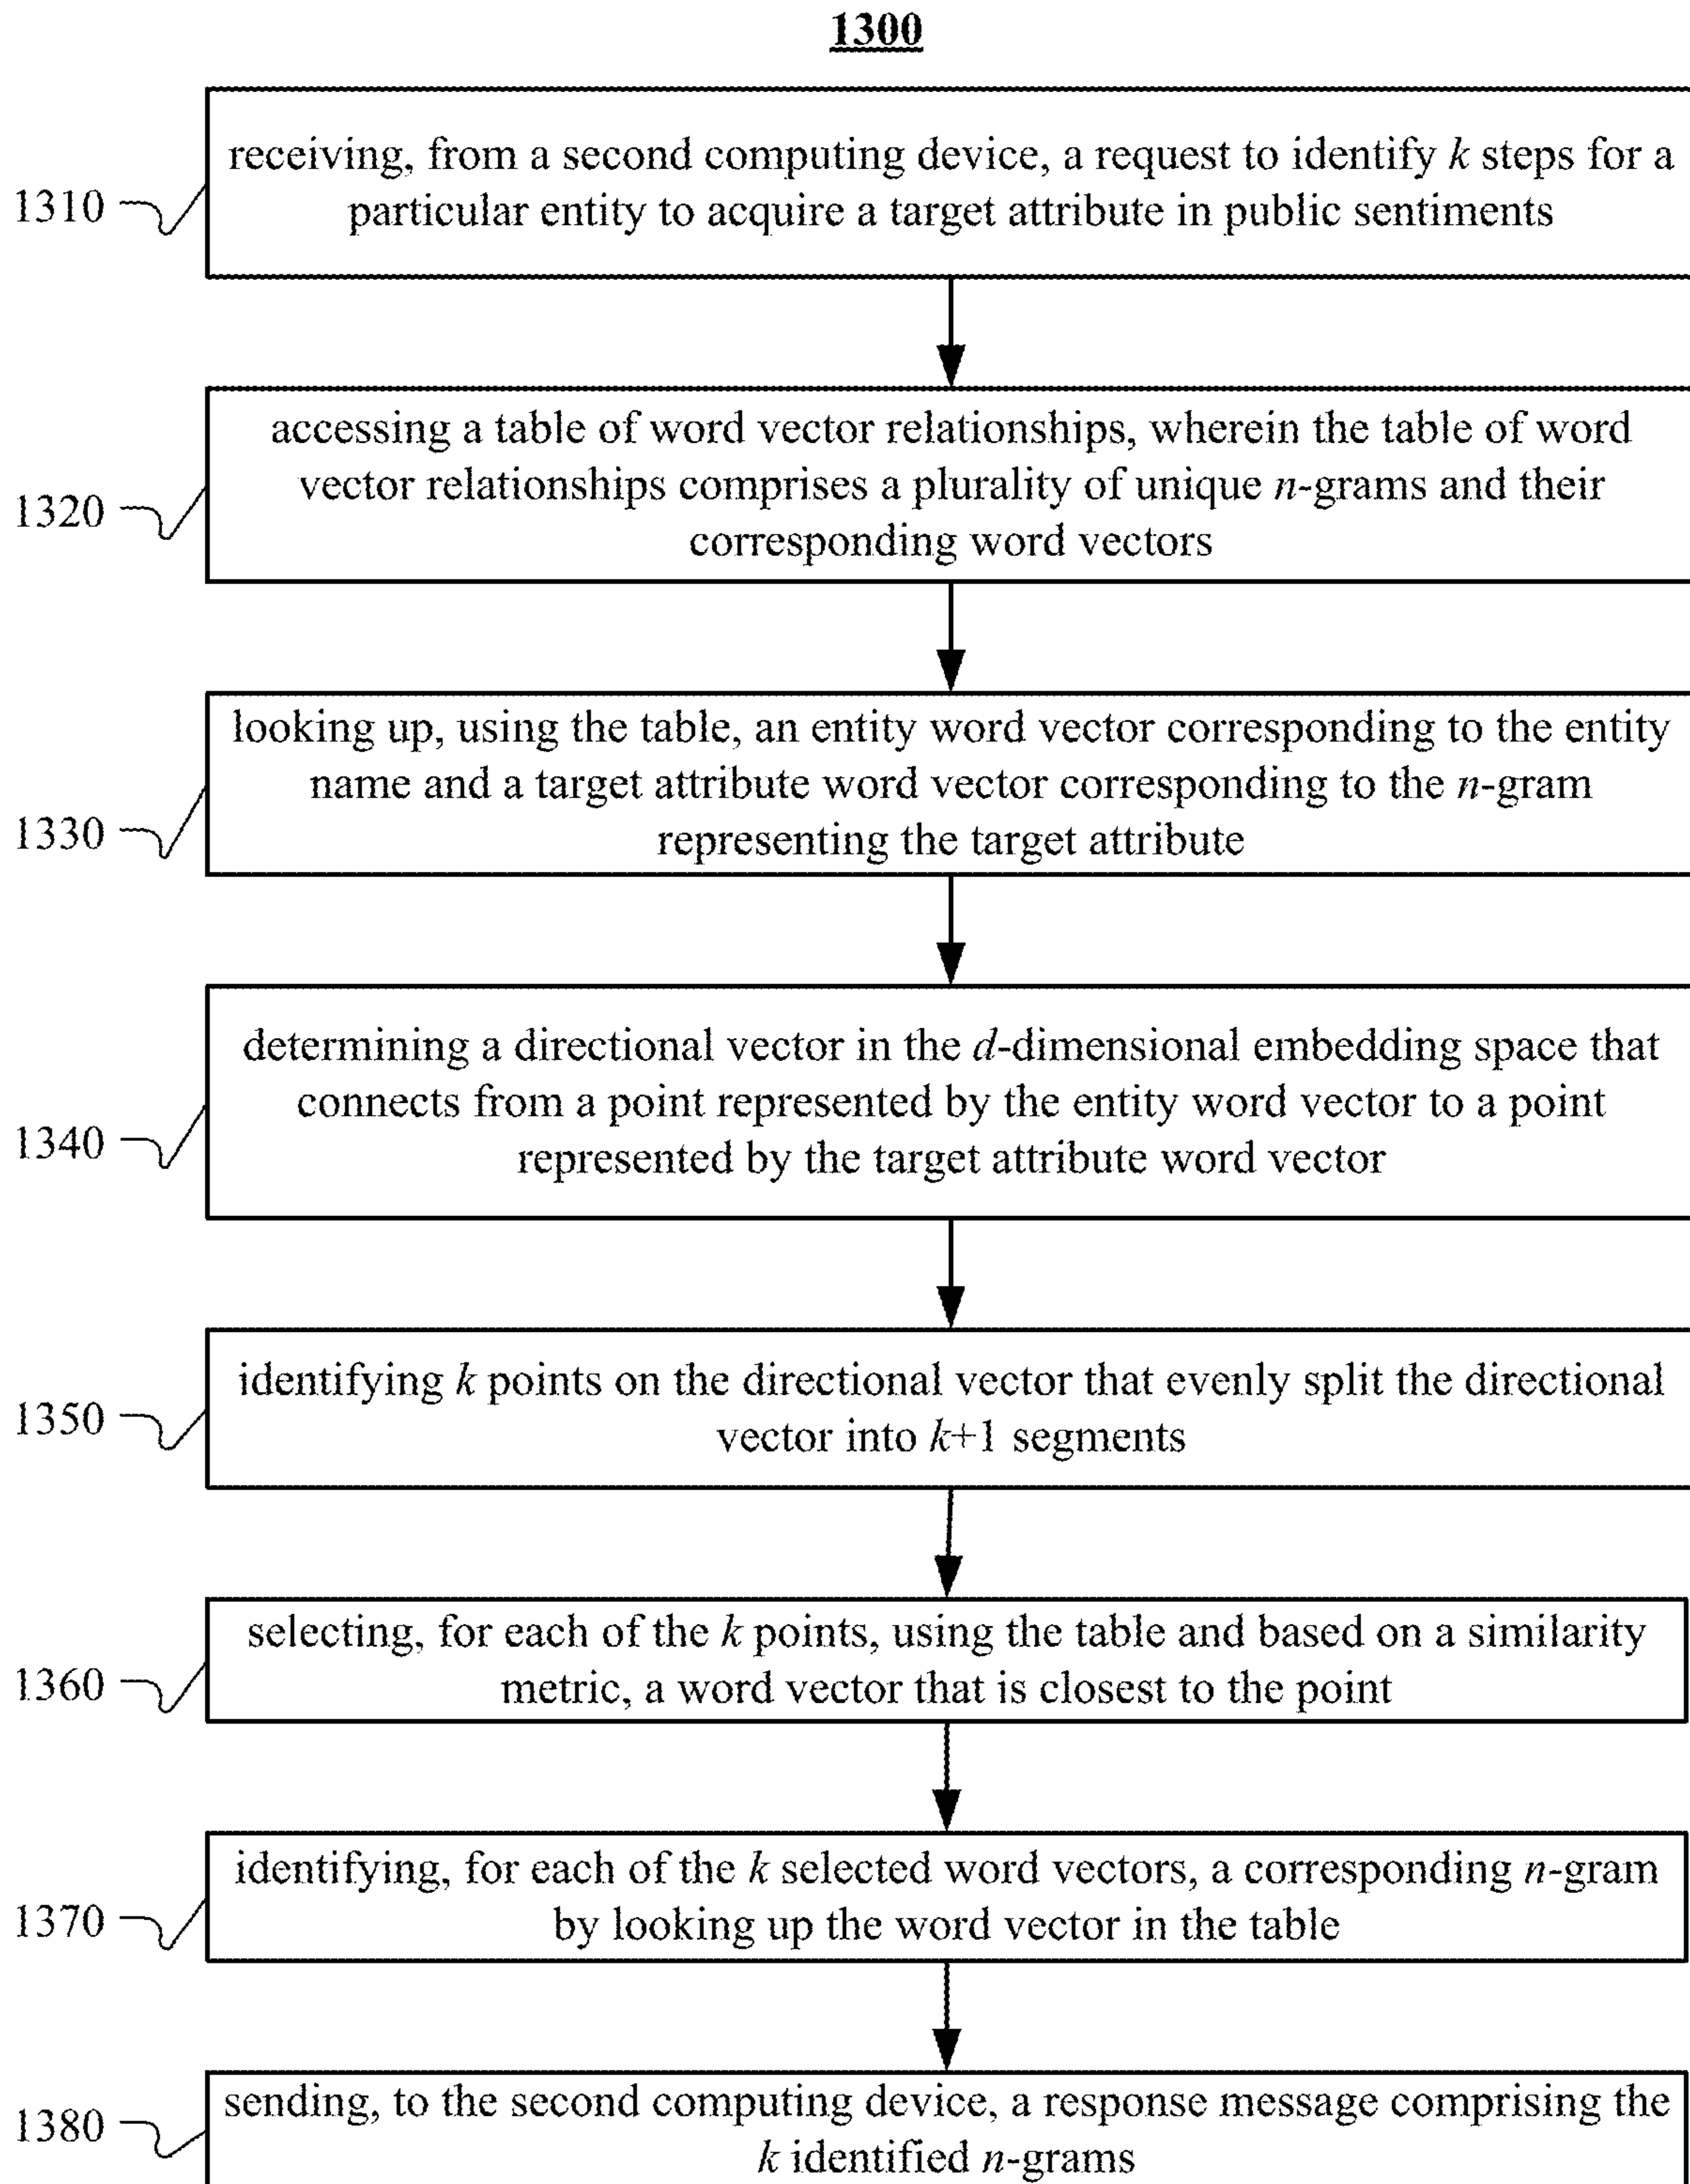 1300
receiving, from a second computing device, a request to identify k steps for a
particular entity to acquire a target attribute in public sentiments
1310
accessing a table of word vector relationships, wherein the table of word
vector relationships comprises a plurality of unique n-grams and their
corresponding word vectors
1320
looking up, using the table, an entity word vector corresponding to the entity
name and a target attribute word vector corresponding to the n-gram
representing the target attribute
1330
determining a directional vector in the d-dimensional embedding space that
connects from a point represented by the entity word vector to a point
represented by the target attribute word vector
1340
identifying k points on the directional vector that evenly split the directional
vector into k+1 segments
1350
selecting, for each of the k points, using the table and based on a similarity
metric, a word vector that is closest to the point
1360
identifying, for each of the k selected word vectors, a corresponding n-gram
by looking up the word vector in the table
1370
sending, to the second computing device, a response message comprising the
k identified n-grams
1380